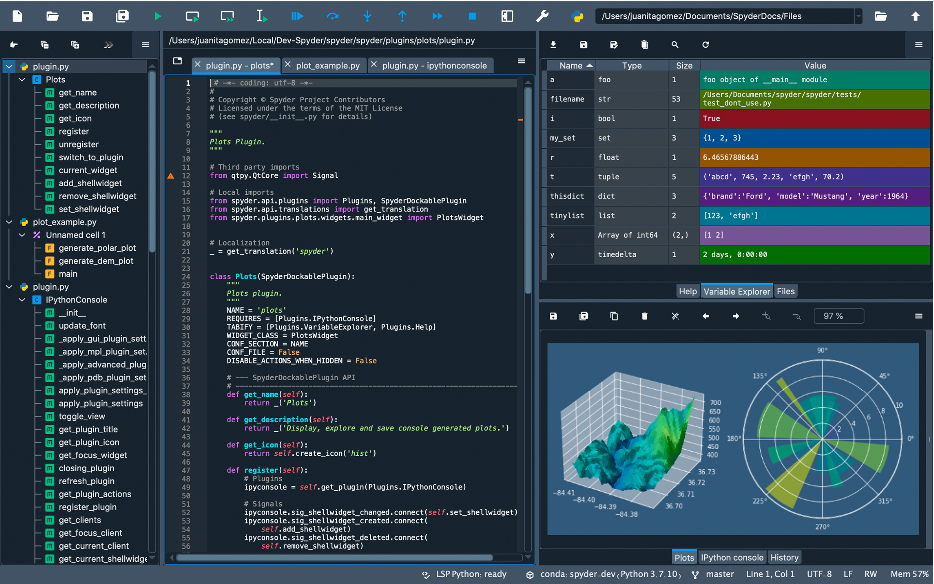 /Users/juanitagomez/Documents/SpyderDocs/Files
plugin.py
Plots
get_name
get_description
get_icon
register
unregister
switch_to_plugin
current_widget
add_shellwidget
remove_shellwidget
set_shellwidget
plot_example.py
Unnamed cell 1
generate_polar_plot
generate_dem_plot
main
plugin.py
IPythonConsole
__init__
update_font
_apply_gui_plugin_sett
_apply_mpl_plugin_set.
_apply_advanced_plug
_apply_pdb_plugin_set
apply_plugin_settings_
apply_plugin_settings
toggle_view
get_plugin_title
get_plugin_icon
get_focus_widget
closing_plugin
refresh_plugin
get_plugin_actions
register_plugin
get_clients
get_focus_client
get_current_client
get_current_shellwidge
/Users/juanitagomez/Local/Dev-Spyder/spyder/spyder/plugins/plots/plugin.py
plugin.py - plots*
plot_example.py
plugin.py - ipythonconsole
1 # -*- coding: utf-8 -*-
2 #
3 # Copyright © Spyder Project Contributors
4 # Licensed under the terms of the MIT License
5 # (see spyder/__init__.py for details)
6
7 """
8 Plots Plugin.
9 """
10
11 # Third party imports
12 from qtpy.QtCore import Signal
13
14 # Local imports
15 from spyder.api.plugins import Plugins, SpyderDockablePlugin
16 from spyder.api.translations import get_translation
17 from spyder.plugins.plots.widgets.main_widget import PlotsWidget
18
19
20 # Localization
21 _ = get_translation('spyder')
22
23
24 class Plots(SpyderDockablePlugin):
25 """
26 Plots plugin.
27 """
28 NAME = 'plots'
29 REQUIRES = [Plugins.IPythonConsole]
30 TABIFY = [Plugins.VariableExplorer, Plugins.Help]
31 WIDGET_CLASS = PlotsWidget
32 CONF_SECTION = NAME
33 CONF_FILE = False
34 DISABLE_ACTIONS_WHEN_HIDDEN = False
35
36 # --- SpyderDockablePlugin API
37 # ------------------------------------------------------------------
38 def get_name(self):
39 return _('Plots')
40
41 def get_description(self):
42 return _('Display, explore and save console generated plots.')
43
44 def get_icon(self):
45 return self.create_icon('hist')
46
47 def register(self):
48 # Plugins
49 ipyconsole = self.get_plugin(Plugins.IPythonConsole)
50
51 # Signals
52 ipyconsole.sig_shellwidget_changed.connect(self.set_shellwidget)
53 ipyconsole.sig_shellwidget_created.connect(
54 self.add_shellwidget)
55 ipyconsole.sig_shellwidget_deleted.connect(
56 self.remove_shellwidget)
Name Type Size Value
a foo 1 foo object of __main__ module
filename str 53 /Users/Documents/spyder/spyder/tests/
test_dont_use.py
i bool 1 True
my_set set 3 {1, 2, 3}
r float 1 6.46567886443
t tuple 5 ('abcd', 745, 2.23, 'efgh', 70.2)
thisdict dict 3 {'brand':'Ford', 'model':'Mustang', 'year':1964}
tinylist list 2 [123, 'efgh']
x Array of int64 (2,) [1 2]
y timedelta 1 2 days, 0:00:00
Help Variable Explorer Files
97 %
700
650
600
550
500
450
400
36.73
36.72
36.71
36.70
−84.41
−84.40
−84.39
−84.38
90°
45°
0°
315°
270°
225°
180°
135°
2
4
6
8
10
Plots IPython console History
LSP Python: ready
conda: spyder_dev (Python 3.7.10)
master
Line 1, Col 1
UTF-8
LF
RW
Mem 57%